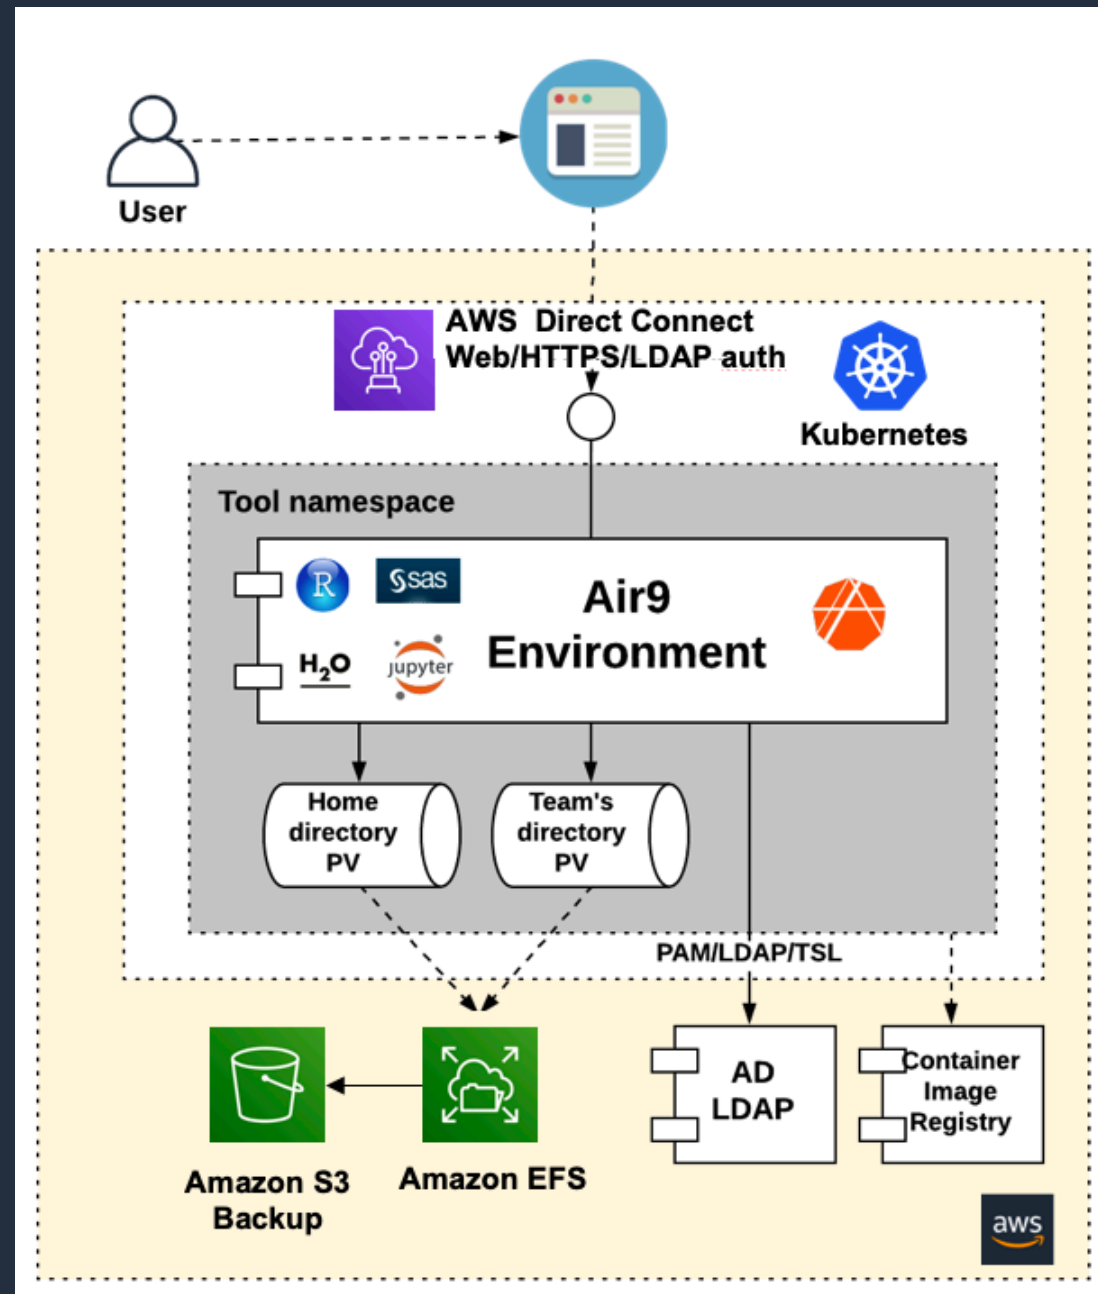 User
AWS Direct Connect
Web/HTTPS/LDAP auth
Kubernetes
Tool namespace
R
sas
H2O
jupyter
Air9
Environment
Home
directory
PV
Team's
directory
PV
PAM/LDAP/TSL
AD
LDAP
Container
Image
Registry
Amazon S3
Backup
Amazon EFS
aws